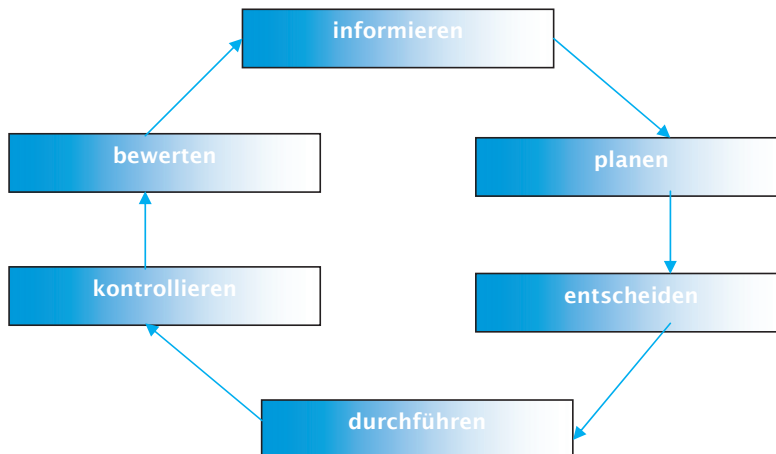 informieren
bewerten
planen
kontrollieren
entscheiden
durchführen